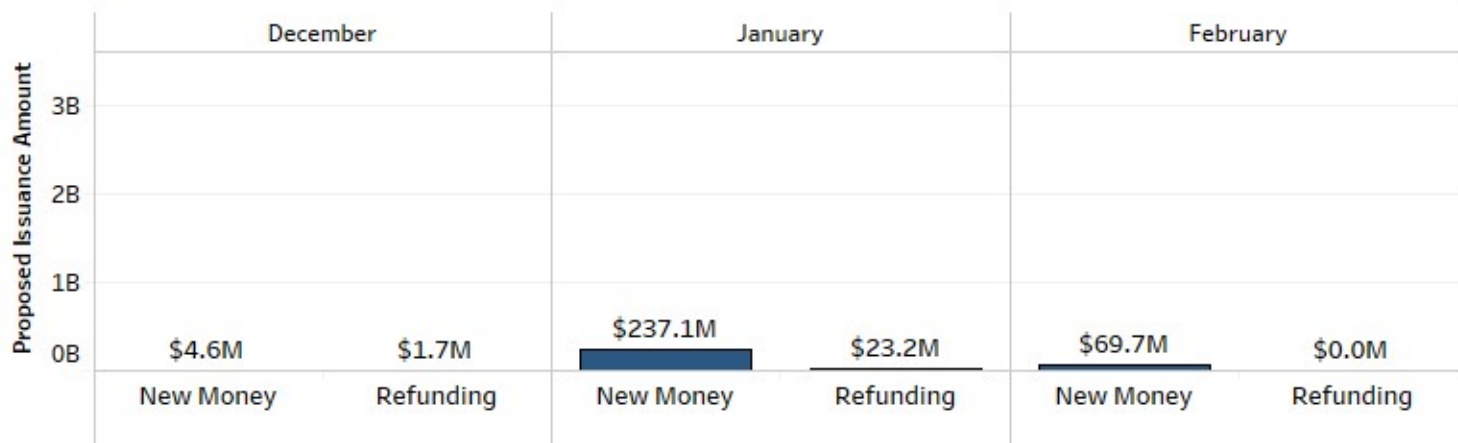 December January February
Proposed Issuance Amount
3B
2B
1B
0B
$4.6M $1.7M $237.1M $23.2M $69.7M $0.0M
New Money Refunding New Money Refunding New Money Refunding